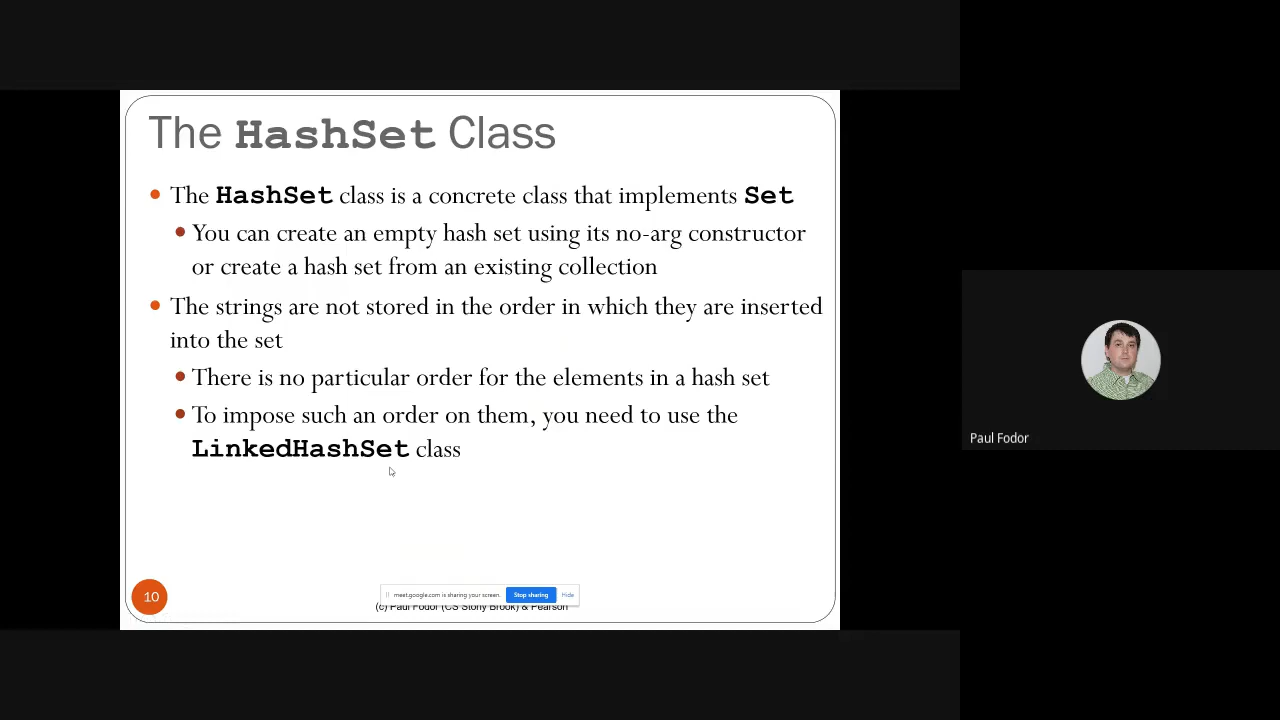 The HashSet Class
The HashSet class is a concrete class that implements Set
You can create an empty hash set using its no-arg constructor
or create a hash set from an existing collection
The strings are not stored in the order in which they are inserted
into the set
There is no particular order for the elements in a hash set
To impose such an order on them, you need to use the
LinkedHashSet class
Paul Fodor
10
meet.google.com is sharing your screen. Stop sharing Hide
(c) Paul Fodor (CS Stony Brook) & Pearson